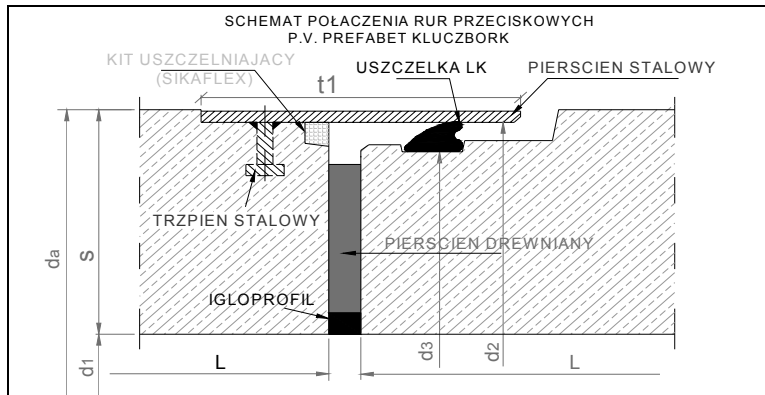 SCHEMAT POŁACZENIA RUR PRZECISKOWYCH
P.V. PREFABET KLUCZBORK
KIT USZCZELNIAJACY
(SIKAFLEX)
t1
USZCZELKA LK
PIERSCIEN STALOWY
TRZPIEN STALOWY
PIERSCIEN DREWNIANY
IGLOPROFIL
da
s
d1
d3
d2
L
L